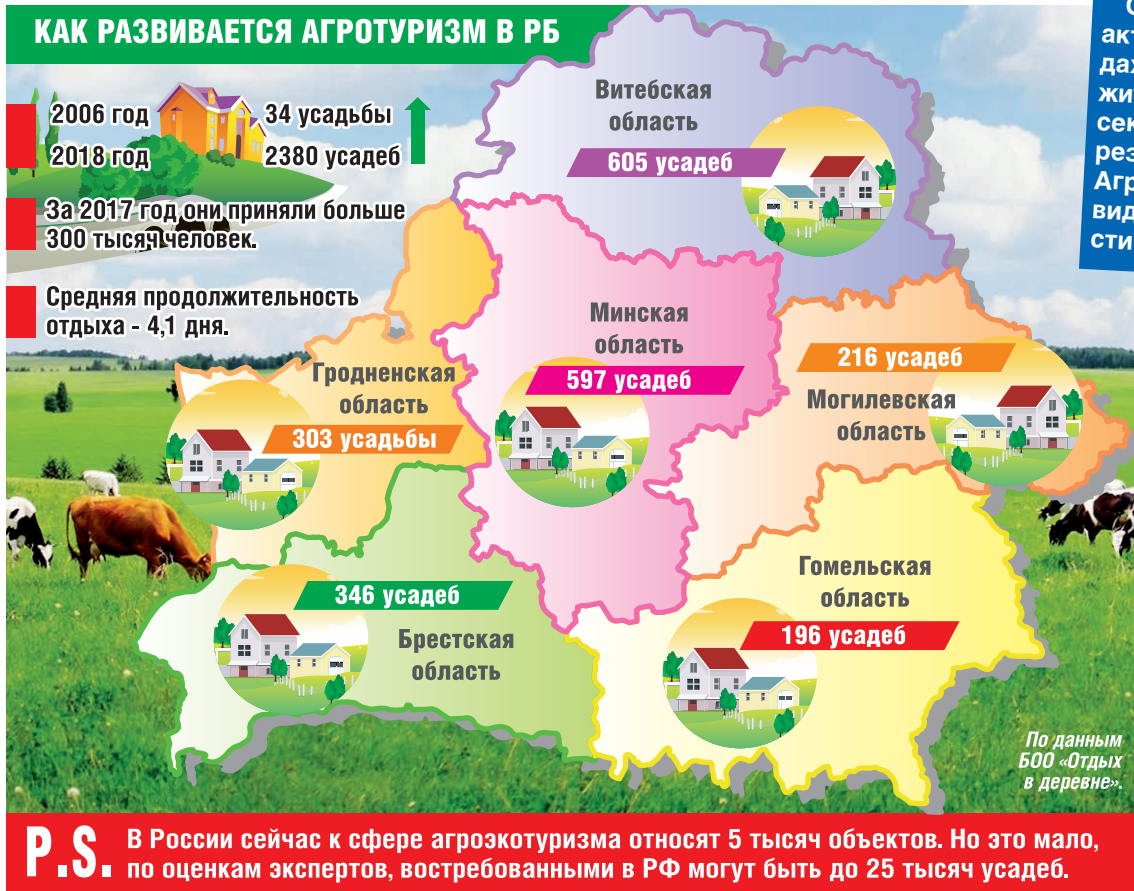 КАК РАЗВИВАЕТСЯ АГРОТУРИЗМ В РБ
2006 год 34 усадьбы
2018 год 2380 усадеб
За 2017 год они приняли больше
300 тысяч человек.
Средняя продолжительность
отдыха - 4,1 дня.
Витебская
область
605 усадеб
Минская
область
597 усадеб
216 усадеб
Могилевская
область
Гродненская
область
303 усадьбы
346 усадеб
Брестская
область
Гомельская
область
196 усадеб
По данным
БОО «Отдых
в деревне».
P.S. В России сейчас к сфере агроэкотуризма относят 5 тысяч объектов. Но это мало,
по оценкам экспертов, востребованными в РФ могут быть до 25 тысяч усадеб.